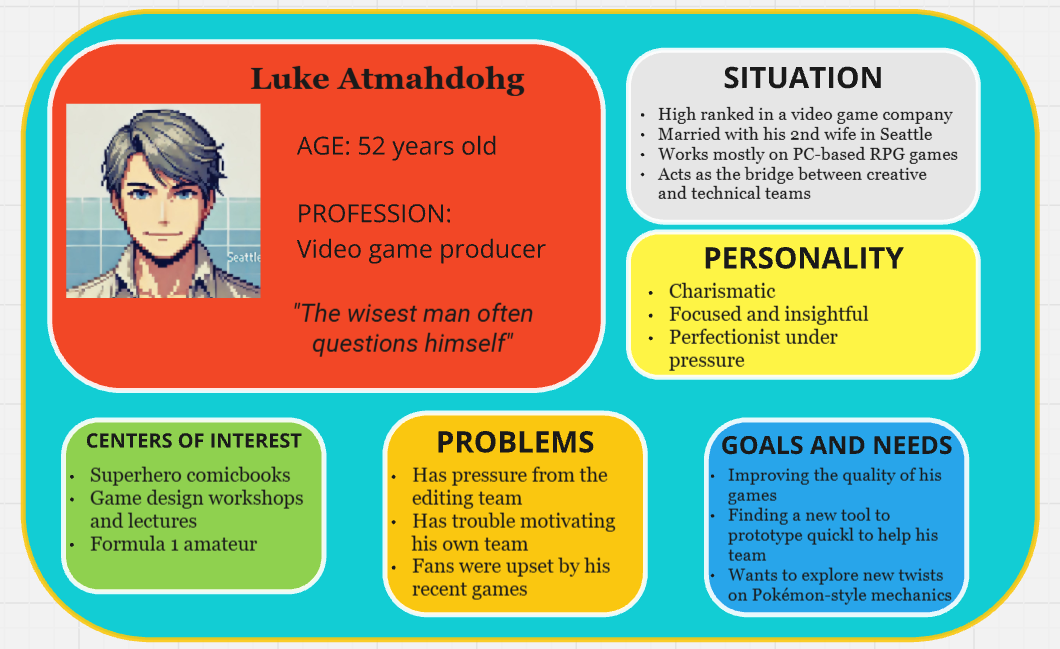 Luke Atmahdohg
AGE: 52 years old
PROFESSION:
Video game producer
"The wisest man often
questions himself"
Seattle
SITUATION
• High ranked in a video game company
• Married with his 2nd wife in Seattle
• Works mostly on PC-based RPG games
• Acts as the bridge between creative
and technical teams
PERSONALITY
• Charismatic
• Focused and insightful
• Perfectionist under
pressure
CENTERS OF INTEREST
• Superhero comicbooks
• Game design workshops
and lectures
• Formula 1 amateur
PROBLEMS
• Has pressure from the
editing team
• Has trouble motivating
his own team
• Fans were upset by his
recent games
GOALS AND NEEDS
• Improving the quality of his
games
• Finding a new tool to
prototype quickl to help his
team
• Wants to explore new twists
on Pokémon-style mechanics